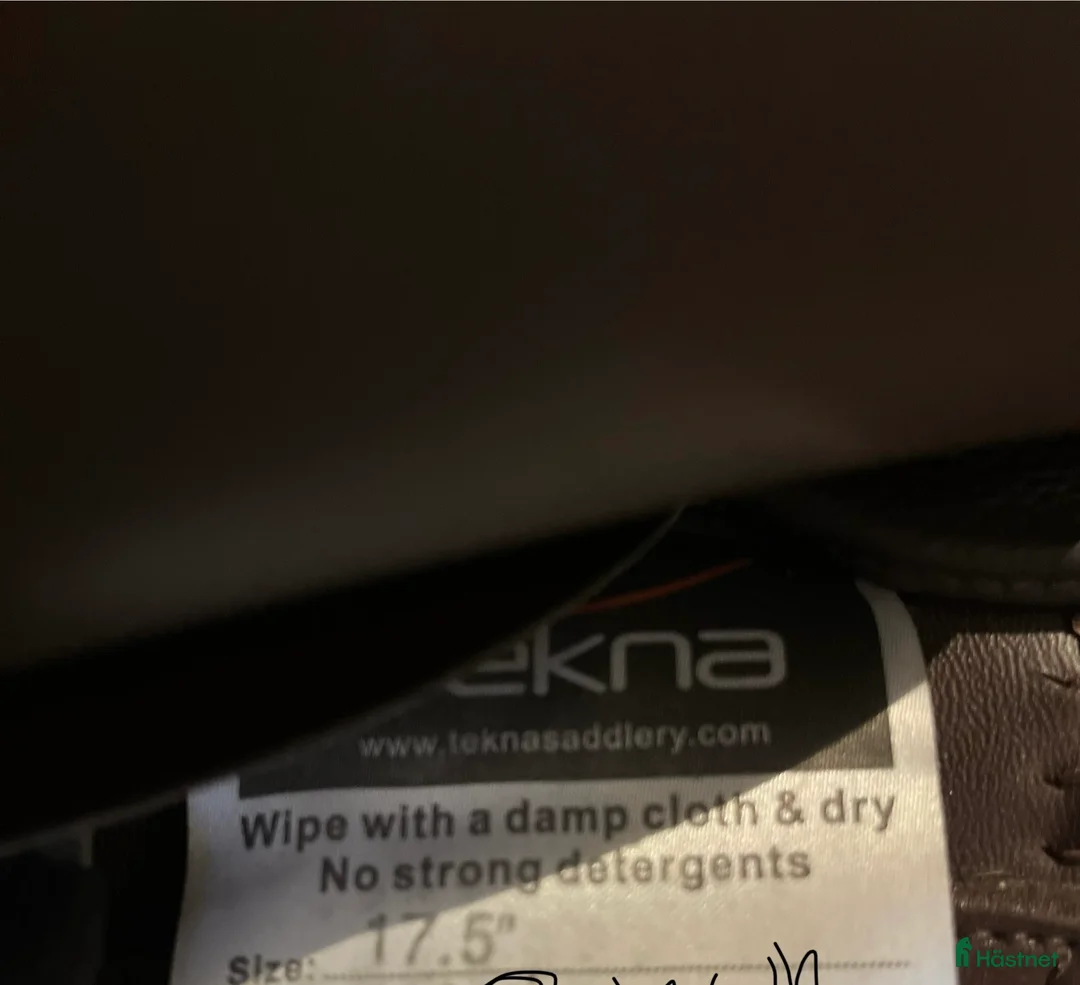 ekna
www.teknasaddlery.com
Wipe with a damp cloth & dry
No strong detergents
17.5"
Size:
Hästnet